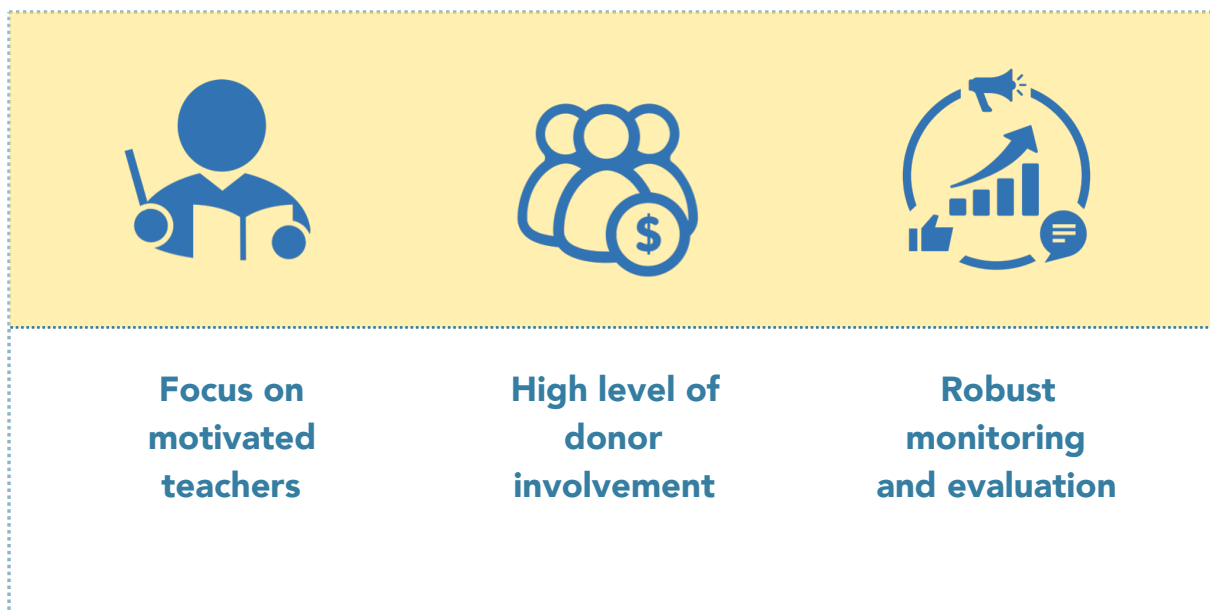 $
Focus on
motivated
teachers
High level of
donor
involvement
Robust
monitoring
and evaluation